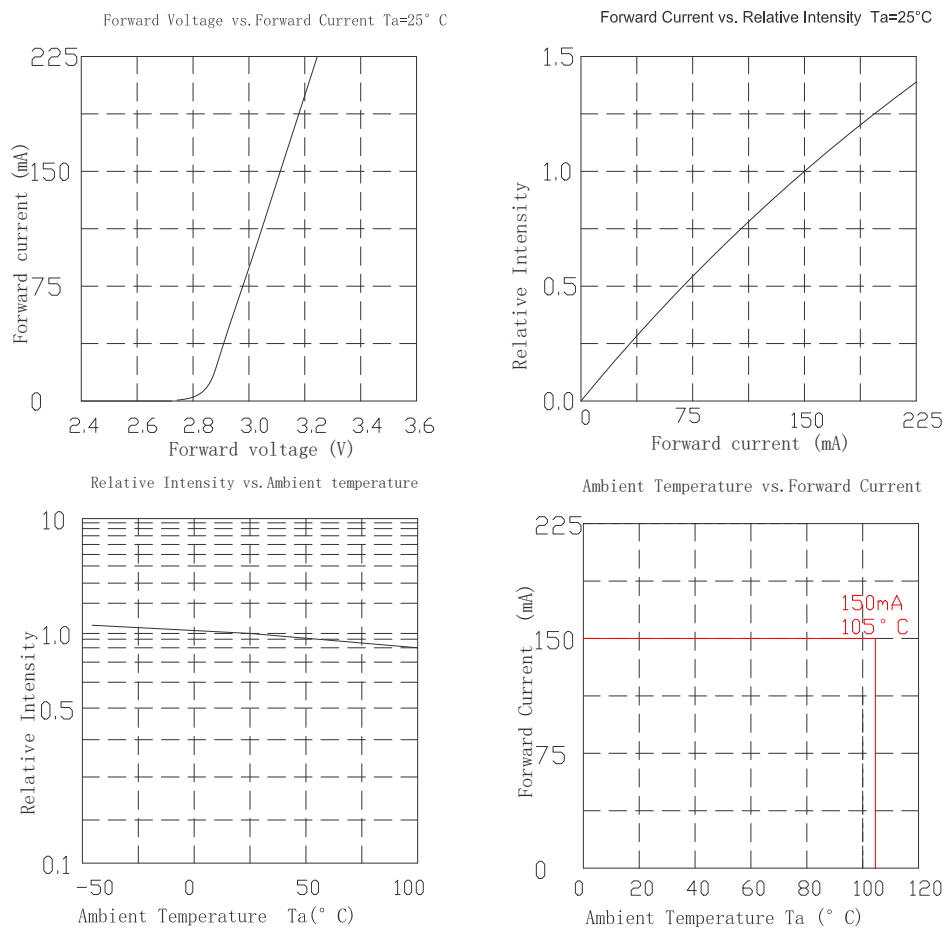 Forward Voltage vs.Forward Current Ta=25° C
225
150
75
0
Forward current (mA)
2.4 2.6 2.8 3.0 3.2 3.4 3.6
Forward voltage (V)
Forward Current vs. Relative Intensity Ta=25°C
1.5
1.0
0.5
0.0
Relative Intensity
0 75 150 225
Forward current (mA)
Relative Intensity vs.Ambient temperature
10
1.0
0.5
0.1
Relative Intensity
-50 0 50 100
Ambient Temperature Ta(° C)
Ambient Temperature vs.Forward Current
225
150
75
0
Forward Current (mA)
150mA
105° C
0 20 40 60 80 100 120
Ambient Temperature Ta (° C)